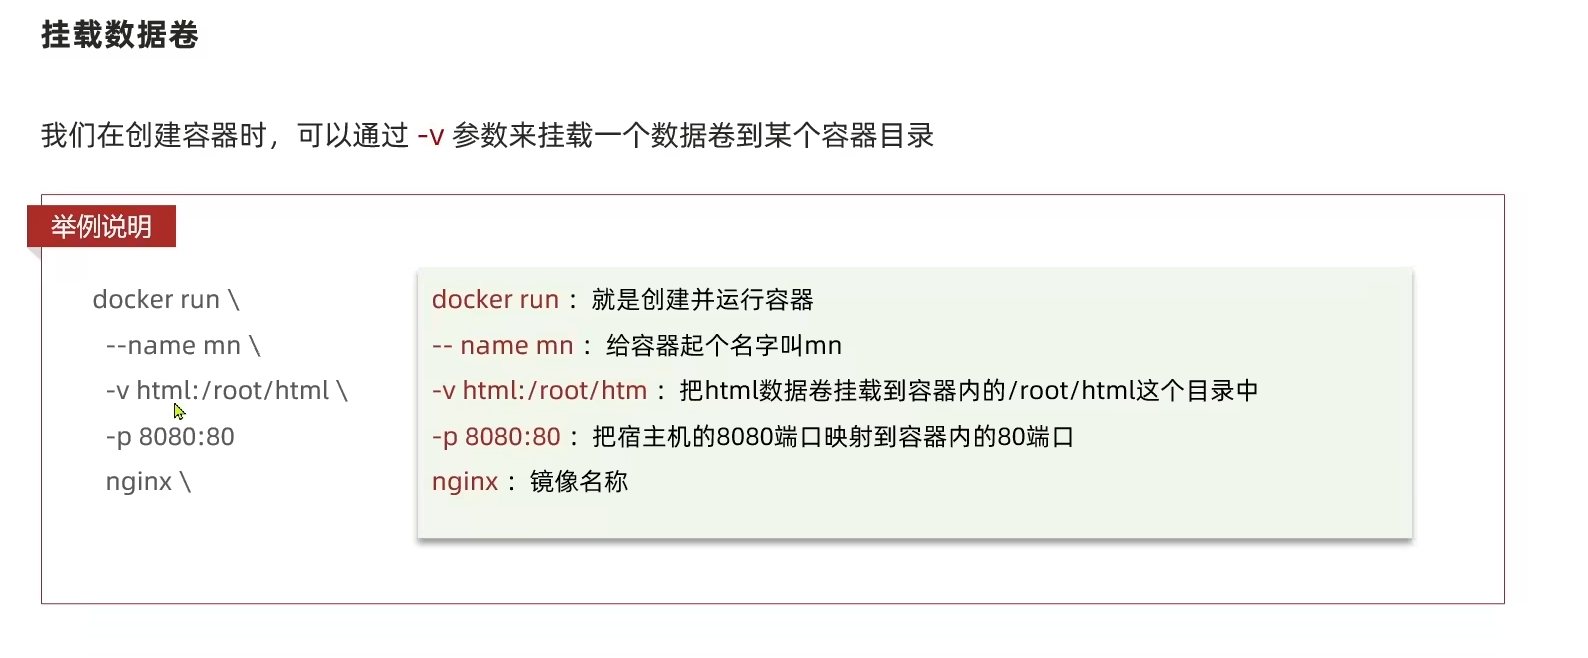 挂载数据卷
我们在创建容器时，可以通过 -v 参数来挂载一个数据卷到某个容器目录
举例说明
docker run \
--name mn \
-v html:/root/html \
-p 8080:80
nginx \
docker run ：就是创建并运行容器
-- name mn ：给容器起个名字叫mn
-v html:/root/htm ：把html数据卷挂载到容器内的/root/html这个目录中
-p 8080:80 ：把宿主机的8080端口映射到容器内的80端口
nginx ：镜像名称